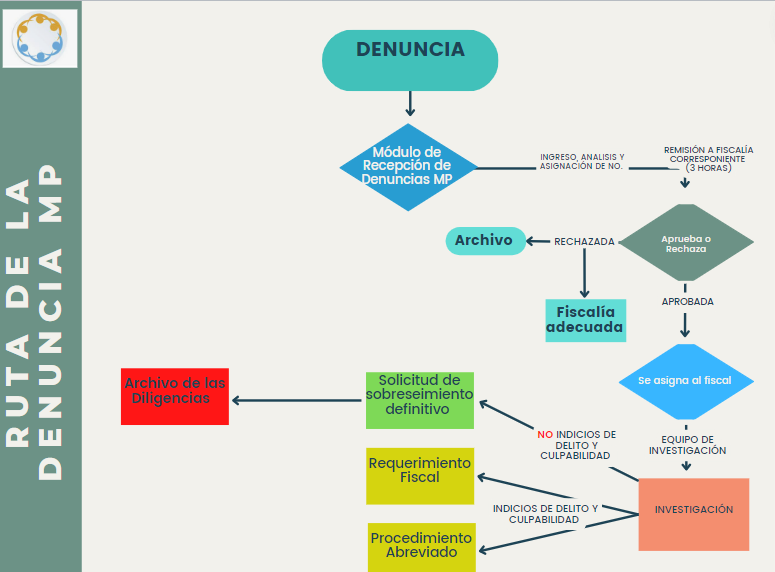 RUTA DE LA
DENUNCIA MP
DENUNCIA
Módulo de
Recepción de
Denuncias MP
INGRESO, ANALISIS Y
ASIGNACIÓN DE NO.
REMISIÓN A FISCALÍA
CORRESPONIENTE
(3 HORAS)
Aprueba o
Rechaza
RECHAZADA
Archivo
Fiscalía
adecuada
APROBADA
Se asigna al fiscal
EQUIPO DE
INVESTIGACIÓN
INVESTIGACIÓN
NO INDICIOS DE
DELITO Y
CULPABILIDAD
Solicitud de
sobreseimiento
definitivo
Archivo de las
Diligencias
INDICIOS DE DELITO Y
CULPABILIDAD
Requerimiento
Fiscal
Procedimiento
Abreviado